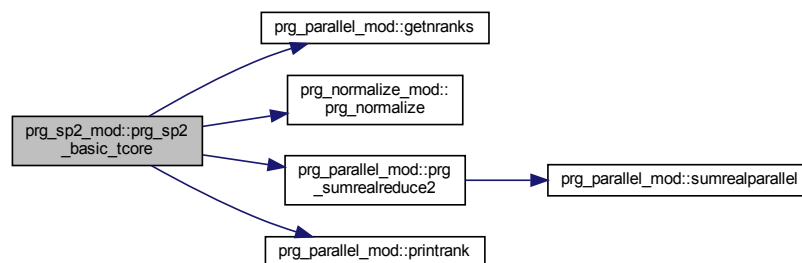 prg_parallel_mod::getnranks
prg_normalize_mod::
prg_normalize
prg_sp2_mod::prg_sp2
_basic_tcore
prg_parallel_mod::prg
_sumrealreduce2
prg_parallel_mod::sumrealparallel
prg_parallel_mod::printrank